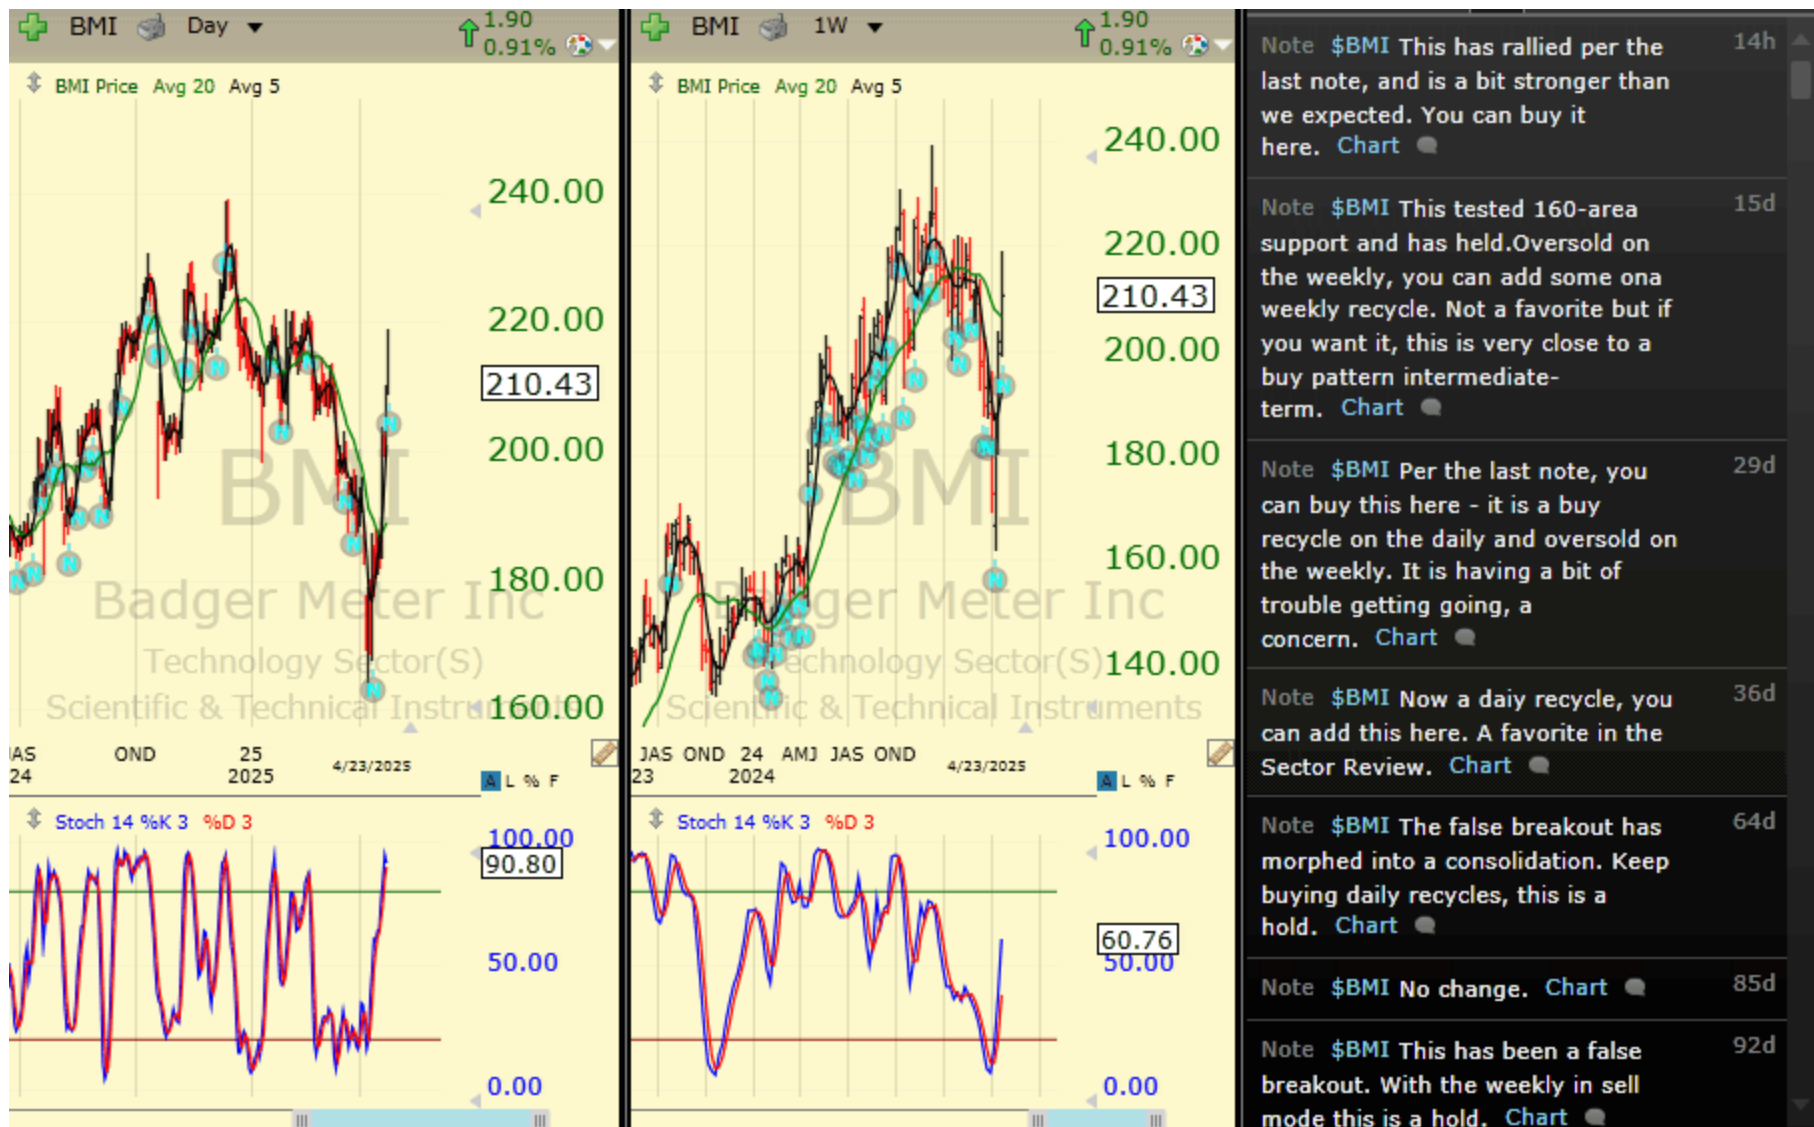 BMI Day 1.90
0.91%
BMI Price Avg 20 Avg 5
240.00
220.00
210.43
200.00
180.00
160.00
BMI
Badger Meter Inc
Technology Sector(S)
Scientific & Technical Instruments
JAS OND 25
24 2025 4/23/2025
A L % F
Stoch 14 %K 3 %D 3
100.00
90.80
50.00
0.00
BMI 1W 1.90
0.91%
BMI Price Avg 20 Avg 5
240.00
220.00
210.43
200.00
180.00
160.00
140.00
BMI
Badger Meter Inc
Technology Sector(S)
Scientific & Technical Instruments
JAS OND 24 AMJ JAS OND
23 2024 4/23/2025
A L % F
Stoch 14 %K 3 %D 3
100.00
60.76
50.00
0.00
Note $BMI This has rallied per the 14h
last note, and is a bit stronger than
we expected. You can buy it
here. Chart
Note $BMI This tested 160-area 15d
support and has held.Oversold on
the weekly, you can add some ona
weekly recycle. Not a favorite but if
you want it, this is very close to a
buy pattern intermediate-
term. Chart
Note $BMI Per the last note, you 29d
can buy this here - it is a buy
recycle on the daily and oversold on
the weekly. It is having a bit of
trouble getting going, a
concern. Chart
Note $BMI Now a daiy recycle, you 36d
can add this here. A favorite in the
Sector Review. Chart
Note $BMI The false breakout has 64d
morphed into a consolidation. Keep
buying daily recycles, this is a
hold. Chart
Note $BMI No change. Chart 85d
Note $BMI This has been a false 92d
breakout. With the weekly in sell
mode this is a hold. Chart